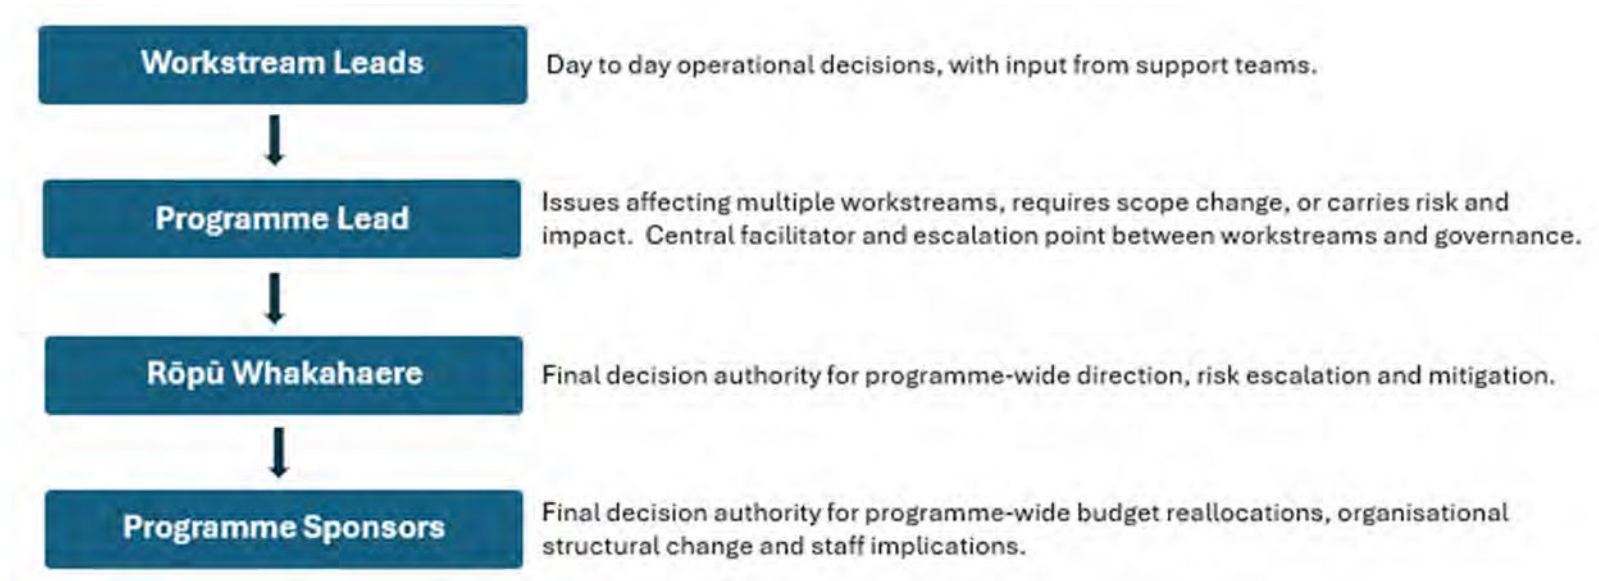 Workstream Leads
Day to day operational decisions, with input from support teams.
Programme Lead
Issues affecting multiple workstreams, requires scope change, or carries risk and
impact.  Central facilitator and escalation point between workstreams and governance.
Rōpū Whakahaere
Final decision authority for programme-wide direction, risk escalation and mitigation.
Programme Sponsors
Final decision authority for programme-wide budget reallocations, organisational
structural change and staff implications.